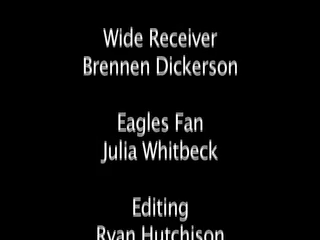 Wide Receiver
Brennen Dickerson
Eagles Fan
Julia Whitbeck
Editing
Ryan Hutchison